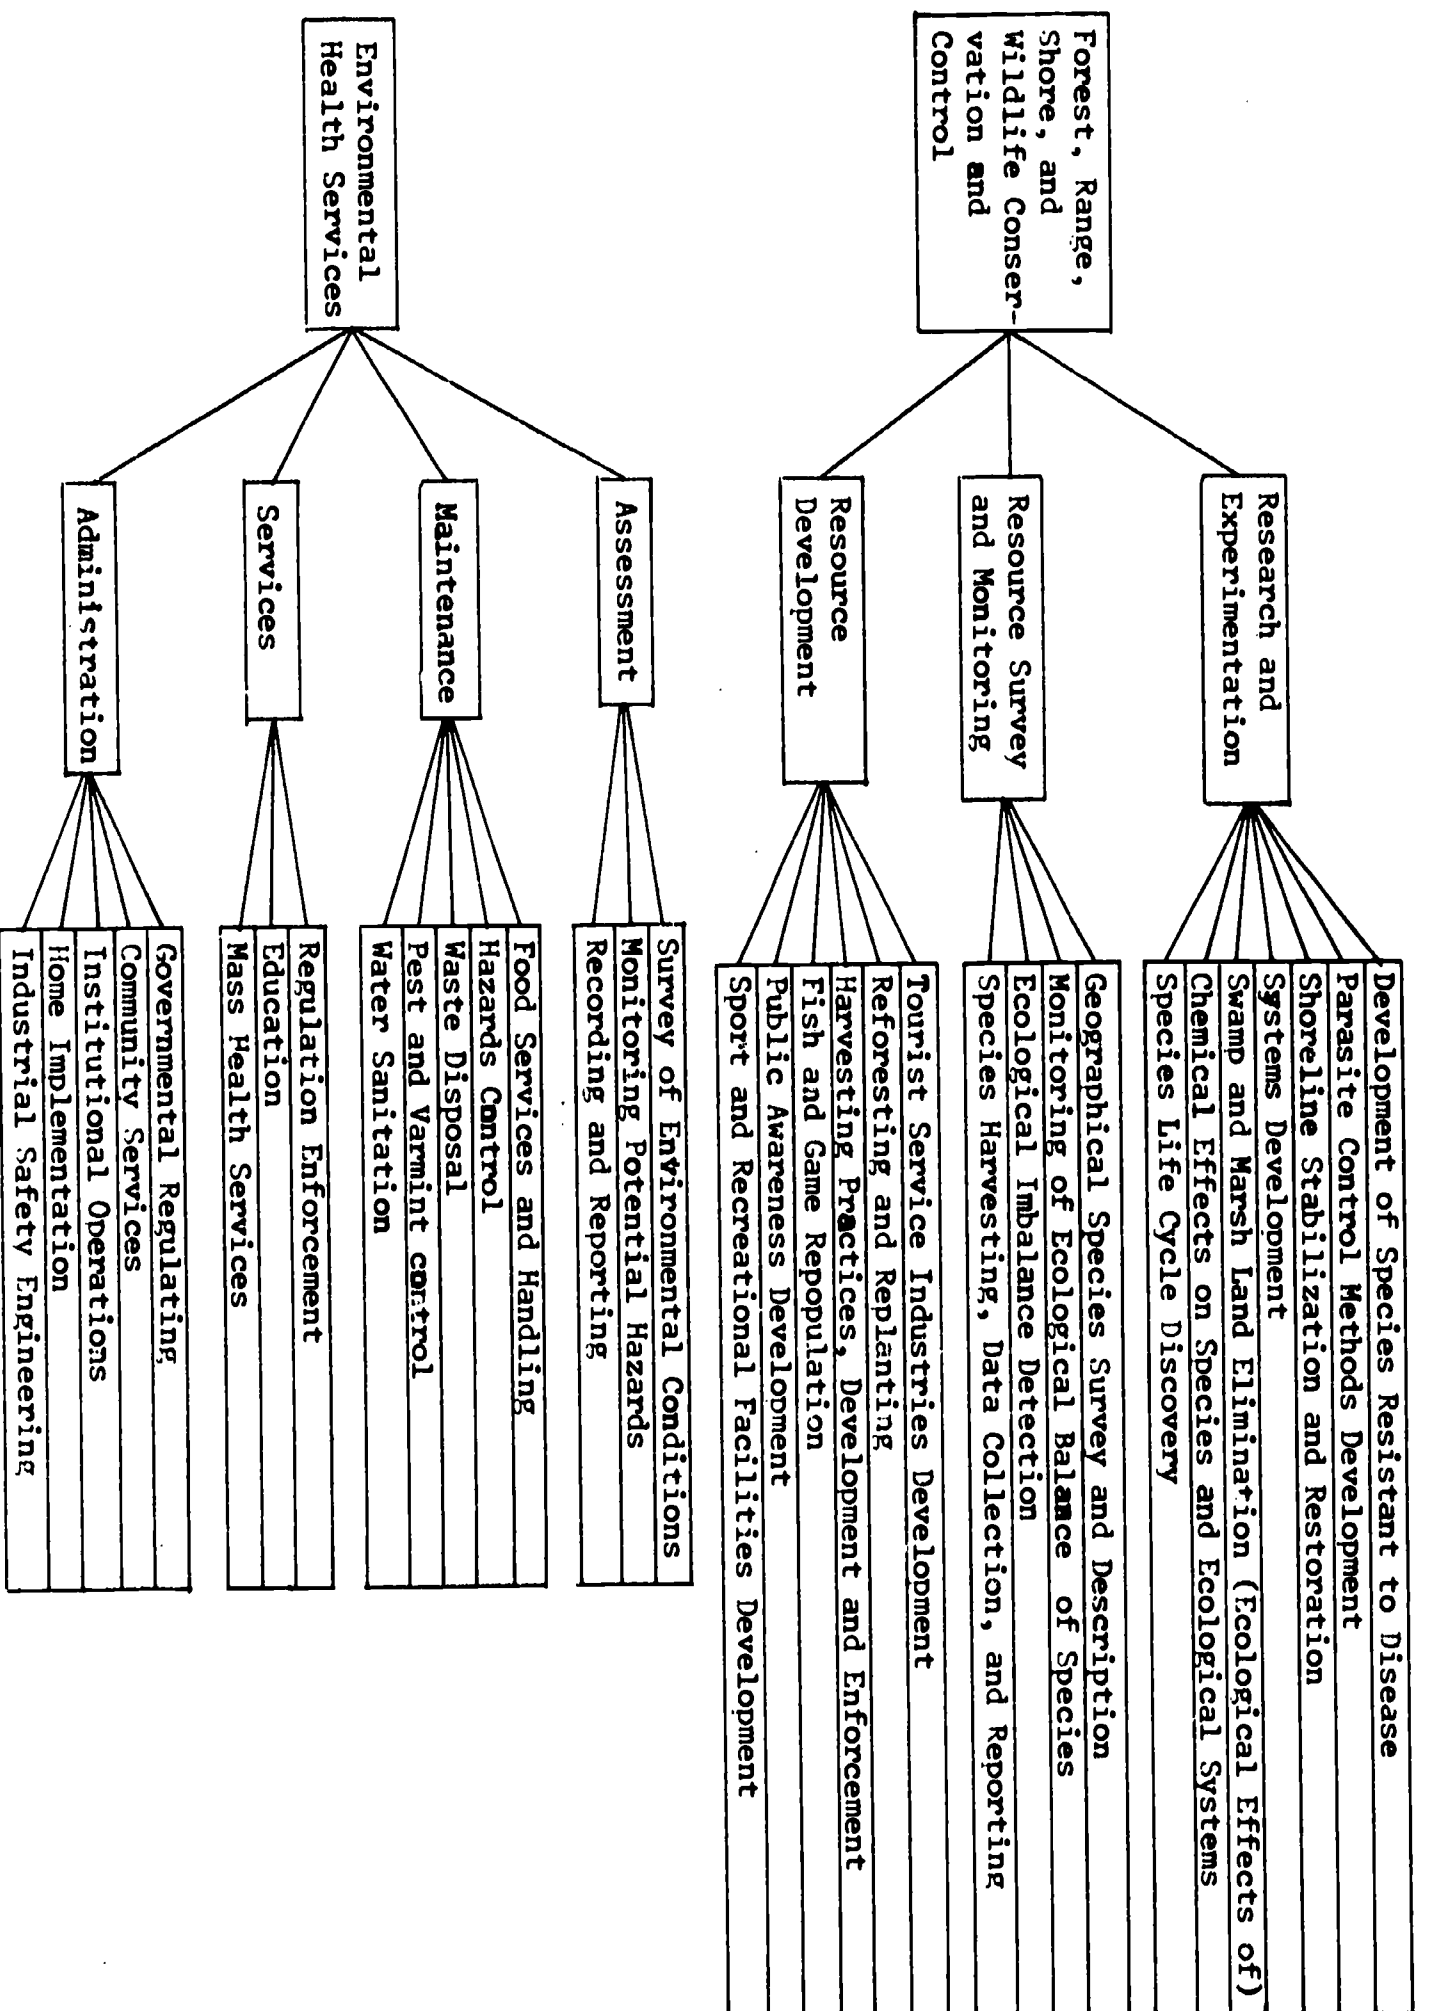 Forest, Range,
Shore, and
Wildlife Conser-
vation and
Control
Research and
Experimentation
Development of Species Resistant to Disease
Parasite Control Methods Development
Shoreline Stabilization and Restoration
Systems Development
Swamp and Marsh Land Elimination (Ecological Effects of)
Chemical Effects on Species and Ecological Systems
Species Life Cycle Discovery
Resource Survey
and Monitoring
Geographical Species Survey and Description
Monitoring of Ecological Balance of Species
Ecological Imbalance Detection
Species Harvesting, Data Collection, and Reporting
Resource
Development
Tourist Service Industries Development
Reforesting and Replanting
Harvesting Practices, Development and Enforcement
Fish and Game Repopulation
Public Awareness Development
Sport and Recreational Facilities Development
Environmental
Health Services
Assessment
Survey of Environmental Conditions
Monitoring Potential Hazards
Recording and Reporting
Maintenance
Food Services and Handling
Hazards Control
Waste Disposal
Pest and Varmint control
Water Sanitation
Services
Regulation Enforcement
Education
Mass Health Services
Administration
Governmental Regulating
Community Services
Institutional Operations
Home Implementation
Industrial Safety Engineering